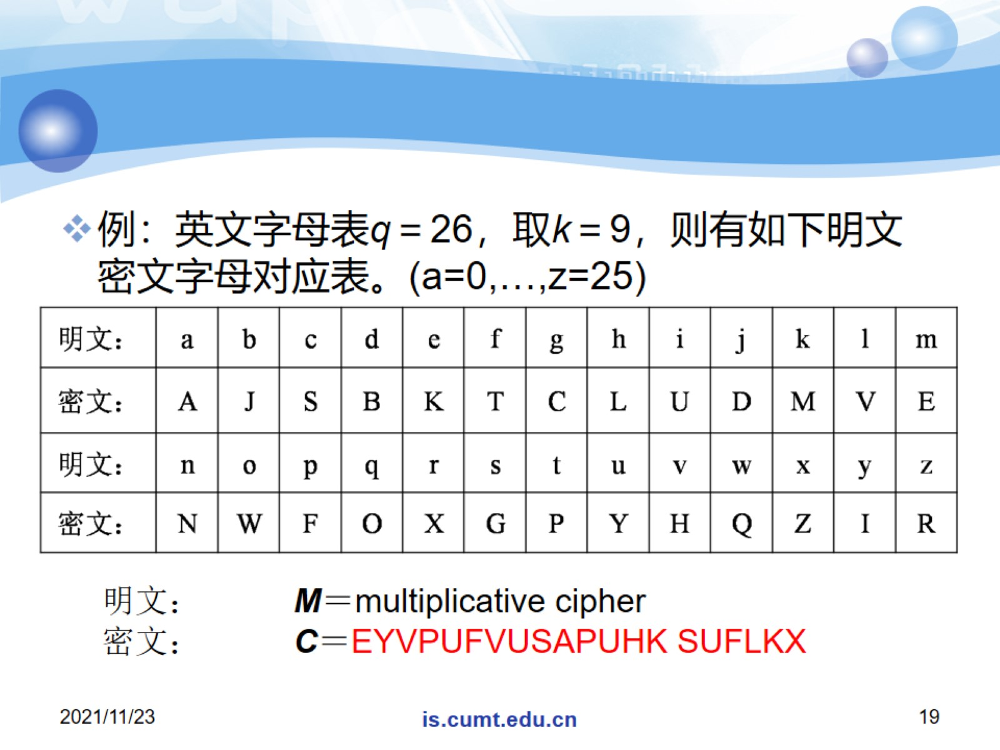 例：英文字母表q = 26，取k = 9，则有如下明文
密文字母对应表。(a=0,…,z=25)
明文： a b c d e f g h i j k l m
密文： A J S B K T C L U D M V E
明文： n o p q r s t u v w x y z
密文： N W F O X G P Y H Q Z I R
明文： M＝multiplicative cipher
密文： C＝EYVPUFVUSAPUHK SUFLKX
2021/11/23 is.cumt.edu.cn 19